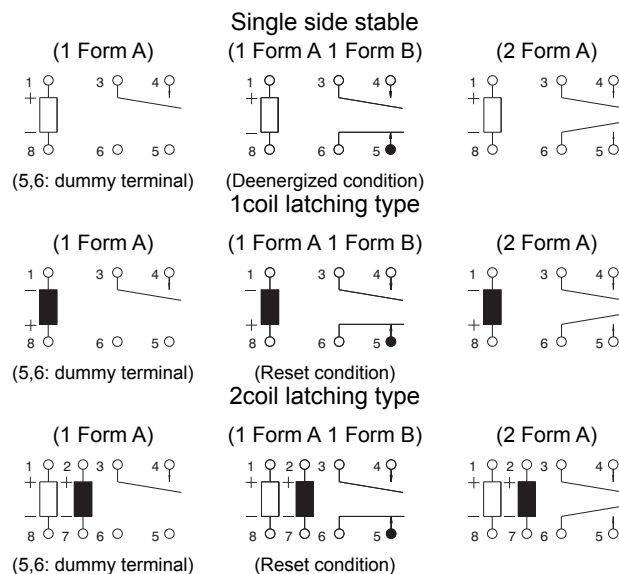 Single side stable
(1 Form A) (1 Form A 1 Form B) (2 Form A)
1 3 4 1 3 4 1 3 4
+ + +
– – –
8 6 5 8 6 5 8 6 5
(5,6: dummy terminal) (Deenergized condition)
1coil latching type
(1 Form A) (1 Form A 1 Form B) (2 Form A)
1 3 4 1 3 4 1 3 4
– – –
+ + +
8 6 5 8 6 5 8 6 5
(5,6: dummy terminal) (Reset condition)
2coil latching type
(1 Form A) (1 Form A 1 Form B) (2 Form A)
1 2 3 4 1 2 3 4 1 2 3 4
+ + + + + +
– – – – – –
8 7 6 5 8 7 6 5 8 7 6 5
(5,6: dummy terminal) (Reset condition)